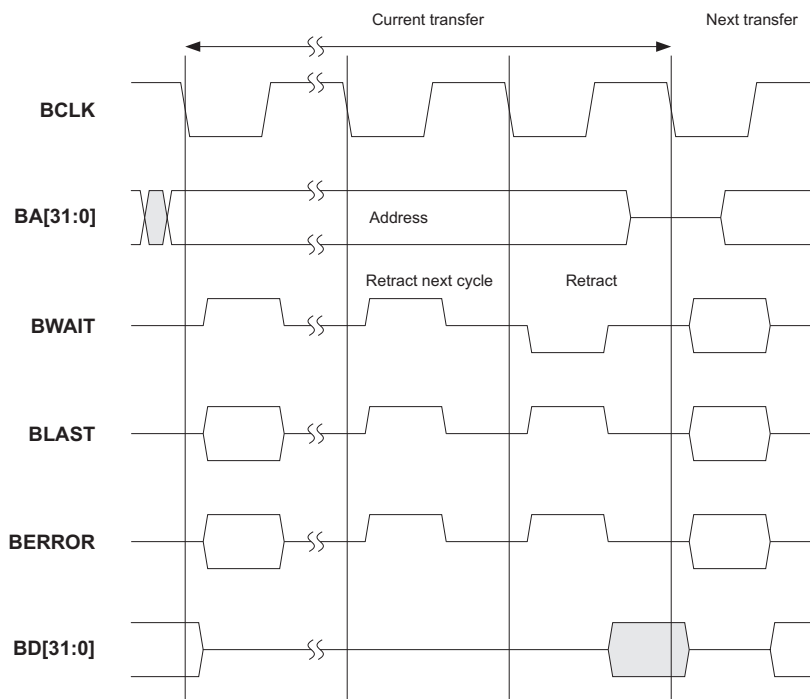 Current transfer
Next transfer
BCLK
BA[31:0]
Address
Retract next cycle
Retract
BWAIT
BLAST
BERROR
BD[31:0]